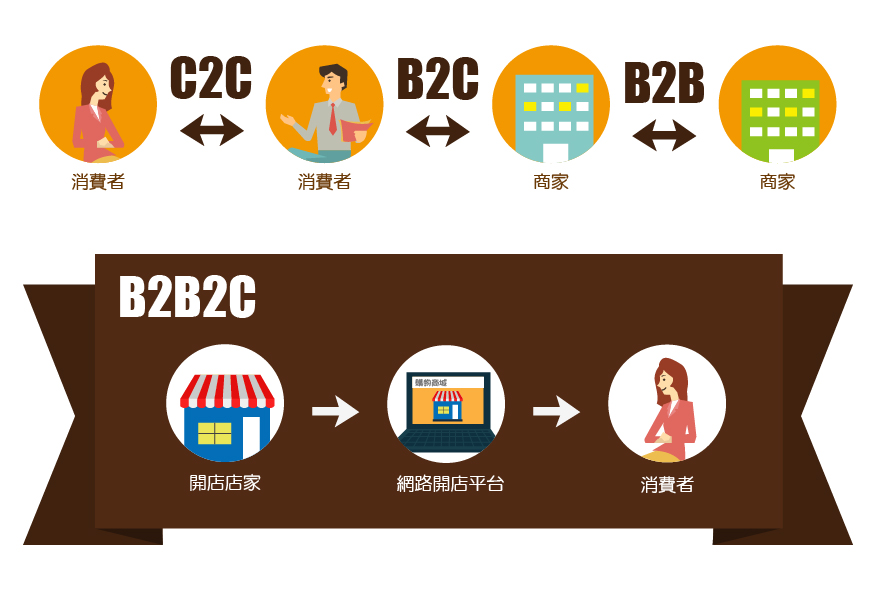 C2C
B2C
B2B
消費者
消費者
商家
商家
B2B2C
購物商城
開店店家
網路開店平台
消費者